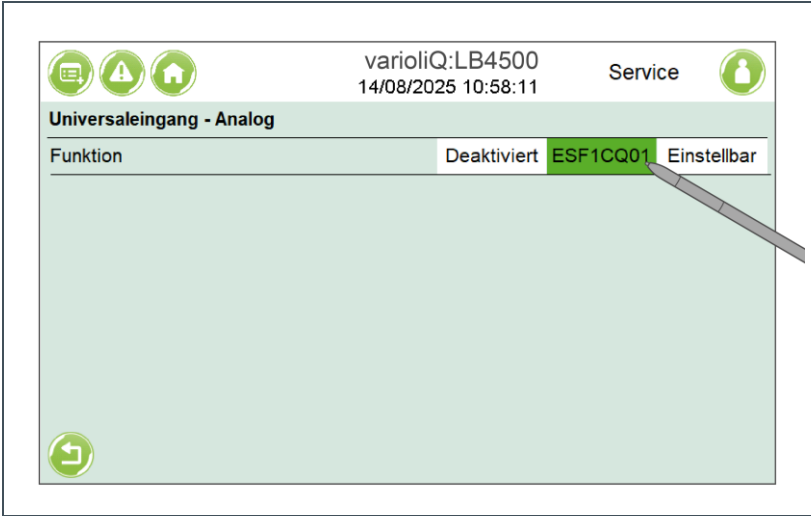 varioliQ:LB4500
14/08/2025 10:58:11
Service
Universaleingang - Analog
Funktion Deaktiviert ESF1CQ01 Einstellbar